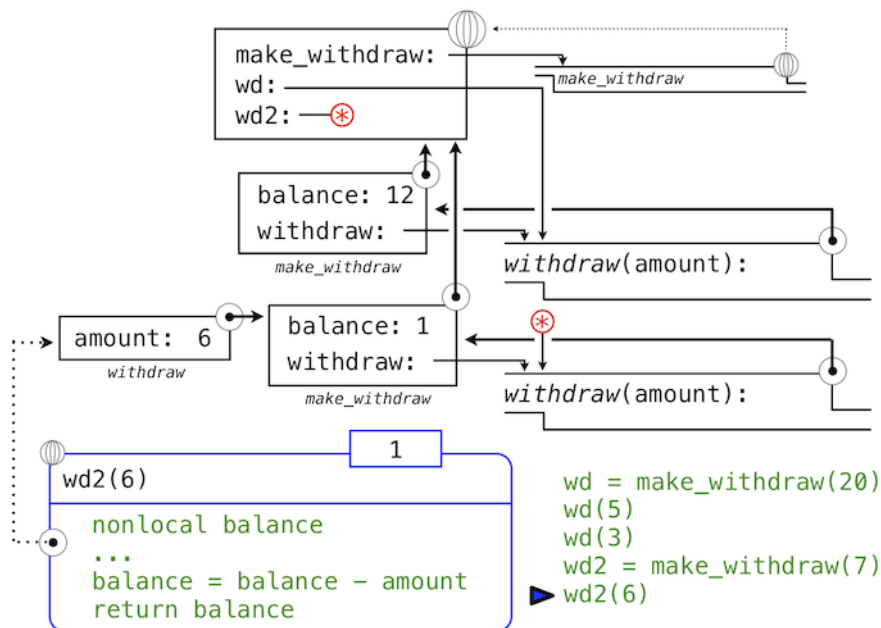 make_withdraw:
make_withdraw
wd:
wd2:
balance: 12
withdraw:
make_withdraw
withdraw(amount):
amount: 6
withdraw
balance: 1
withdraw:
make_withdraw
withdraw(amount):
1
wd2(6)
nonlocal balance
...
balance = balance – amount
return balance
wd = make_withdraw(20)
wd(5)
wd(3)
wd2 = make_withdraw(7)
wd2(6)